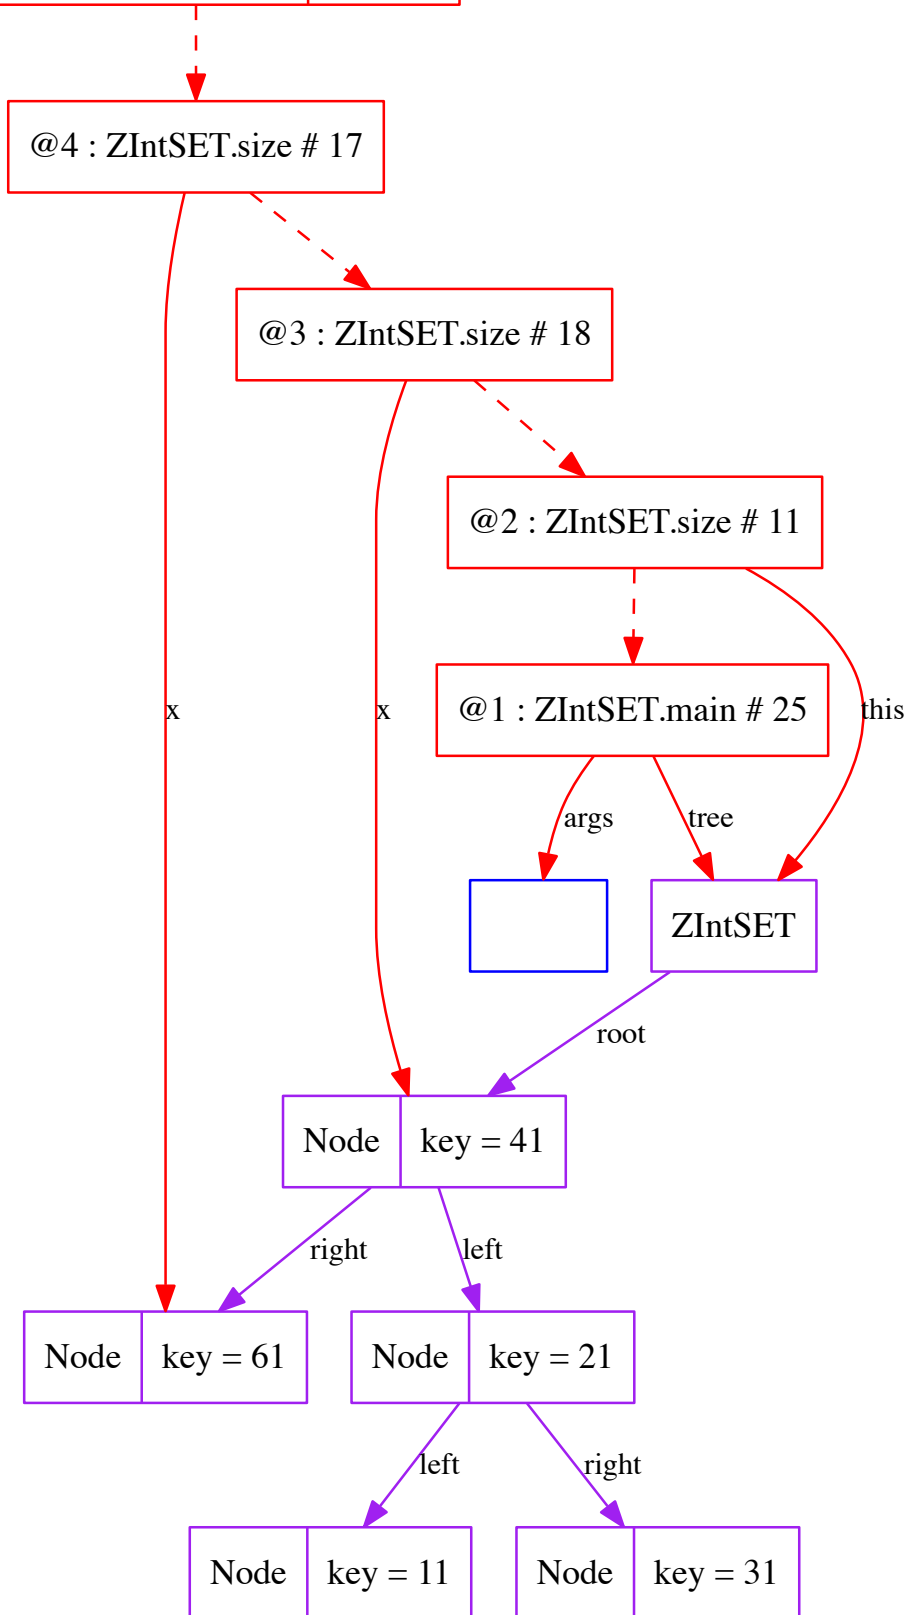 @4 : ZIntSET.size # 17
@3 : ZIntSET.size # 18
@2 : ZIntSET.size # 11
x
x
@1 : ZIntSET.main # 25
this
args
tree
ZIntSET
root
Node key = 41
right
left
Node key = 61
Node key = 21
left
right
Node key = 11
Node key = 31